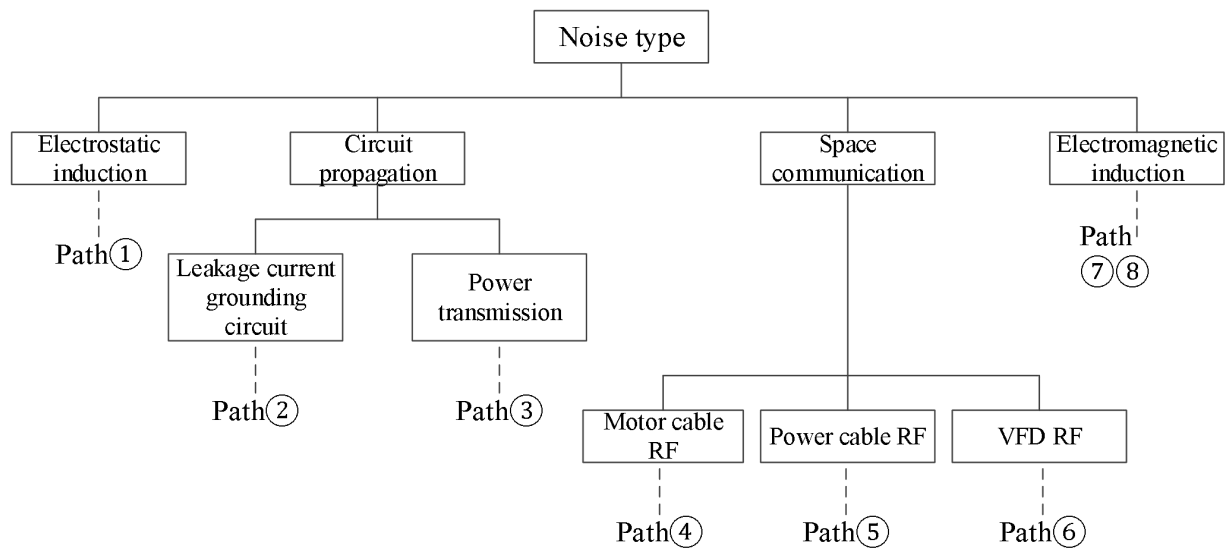 Noise type
Electrostatic
induction
Circuit
propagation
Space
communication
Electromagnetic
induction
Path①
Leakage current
grounding
circuit
Power
transmission
Path
⑦⑧
Path②
Path③
Motor cable
RF
Power cable RF
VFD RF
Path④
Path⑤
Path⑥